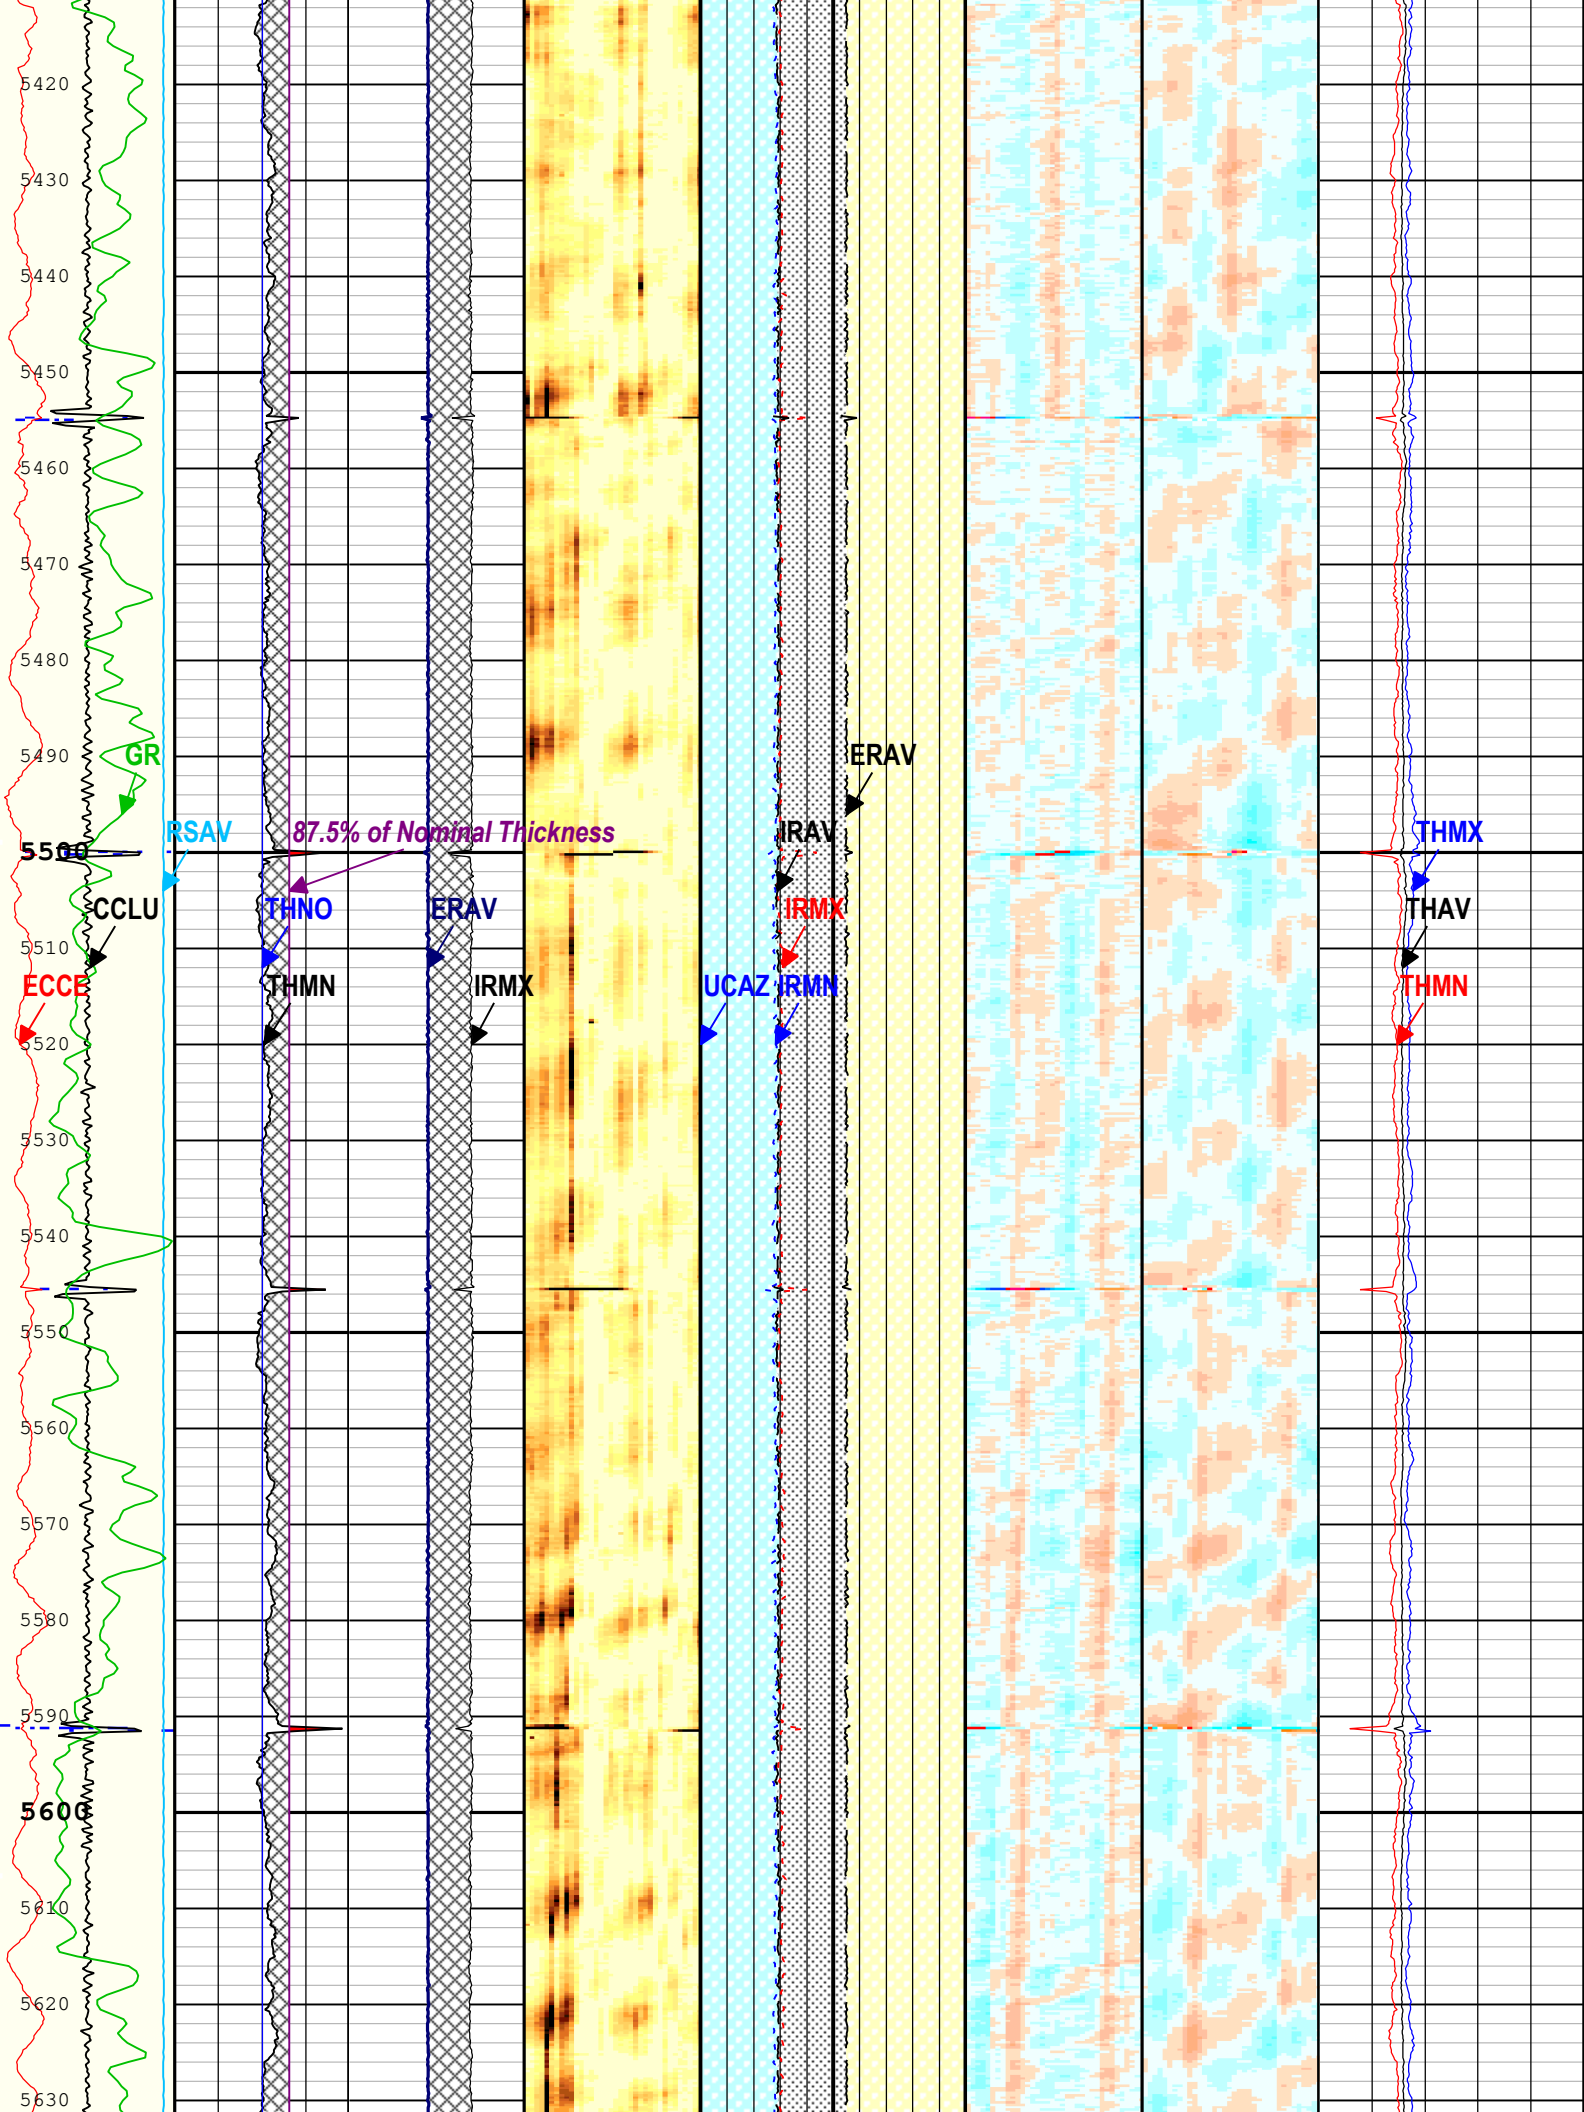 5420
5430
5440
5450
5460
5470
5480
5490
GR
ERAV
RSAV
87.5% of Nominal Thickness
IRAV
THMX
5500
CCLU
THNO
ERAV
IRMX
THAV
5510
ECCE
THMN
IRMX
UCAZ
IRMN
THMN
5520
5530
5540
5550
5560
5570
5580
5590
5600
5610
5620
5630